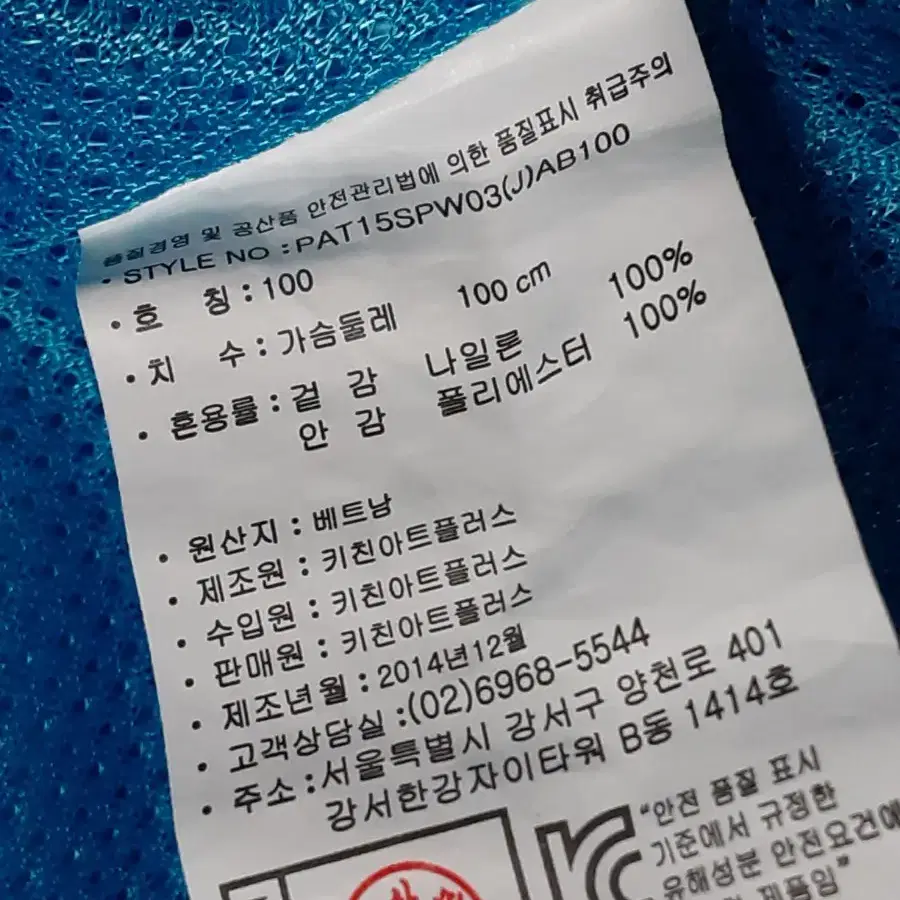 품질경영 및 공산품 안전관리법에 의한 품질표시 취급주의
• STYLE NO : PAT15SPW03(J)AB100
• 호 칭 : 100
• 치 수 : 가슴둘레 100 cm
• 혼용률 : 겉 감 나일론 100%
안 감 폴리에스터 100%
• 원산지 : 베트남
• 제조원 : 키친아트플러스
• 수입원 : 키친아트플러스
• 판매원 : 키친아트플러스
• 제조년월 : 2014년12월
• 고객상담실 : (02)6968-5544
• 주소 : 서울특별시 강서구 양천로 401
강서한강자이타워 B동 1414호
"안전 품질 표시
기준에서 규정한
유해성분 안전요건에
제품임"